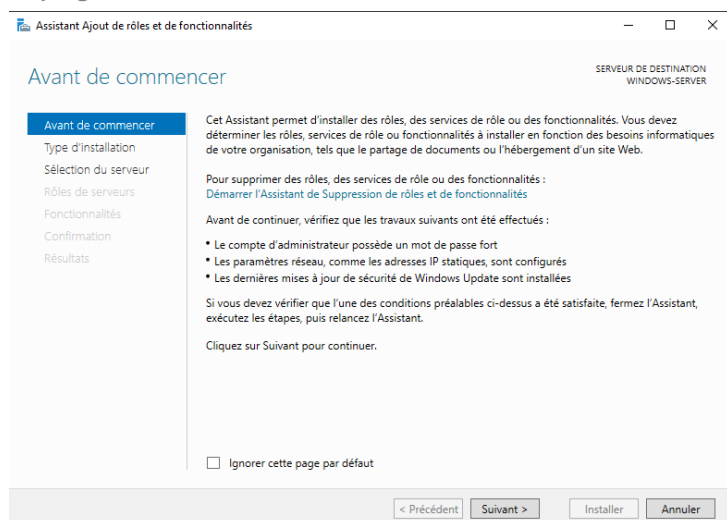 Assistant Ajout de rôles et de fonctionnalités
Avant de commencer
SERVEUR DE DESTINATION
WINDOWS-SERVER
Avant de commencer
Type d'installation
Sélection du serveur
Rôles de serveurs
Fonctionnalités
Confirmation
Résultats
Cet Assistant permet d'installer des rôles, des services de rôle ou des fonctionnalités. Vous devez
déterminer les rôles, services de rôle ou fonctionnalités à installer en fonction des besoins informatiques
de votre organisation, tels que le partage de documents ou l'hébergement d'un site Web.
Pour supprimer des rôles, des services de rôle ou des fonctionnalités :
Démarrer l'Assistant de Suppression de rôles et de fonctionnalités
Avant de continuer, vérifiez que les travaux suivants ont été effectués :
• Le compte d'administrateur possède un mot de passe fort
• Les paramètres réseau, comme les adresses IP statiques, sont configurés
• Les dernières mises à jour de sécurité de Windows Update sont installées
Si vous devez vérifier que l'une des conditions préalables ci-dessus a été satisfaite, fermez l'Assistant,
exécutez les étapes, puis relancez l'Assistant.
Cliquez sur Suivant pour continuer.
Ignorer cette page par défaut
< Précédent
Suivant >
Installer
Annuler